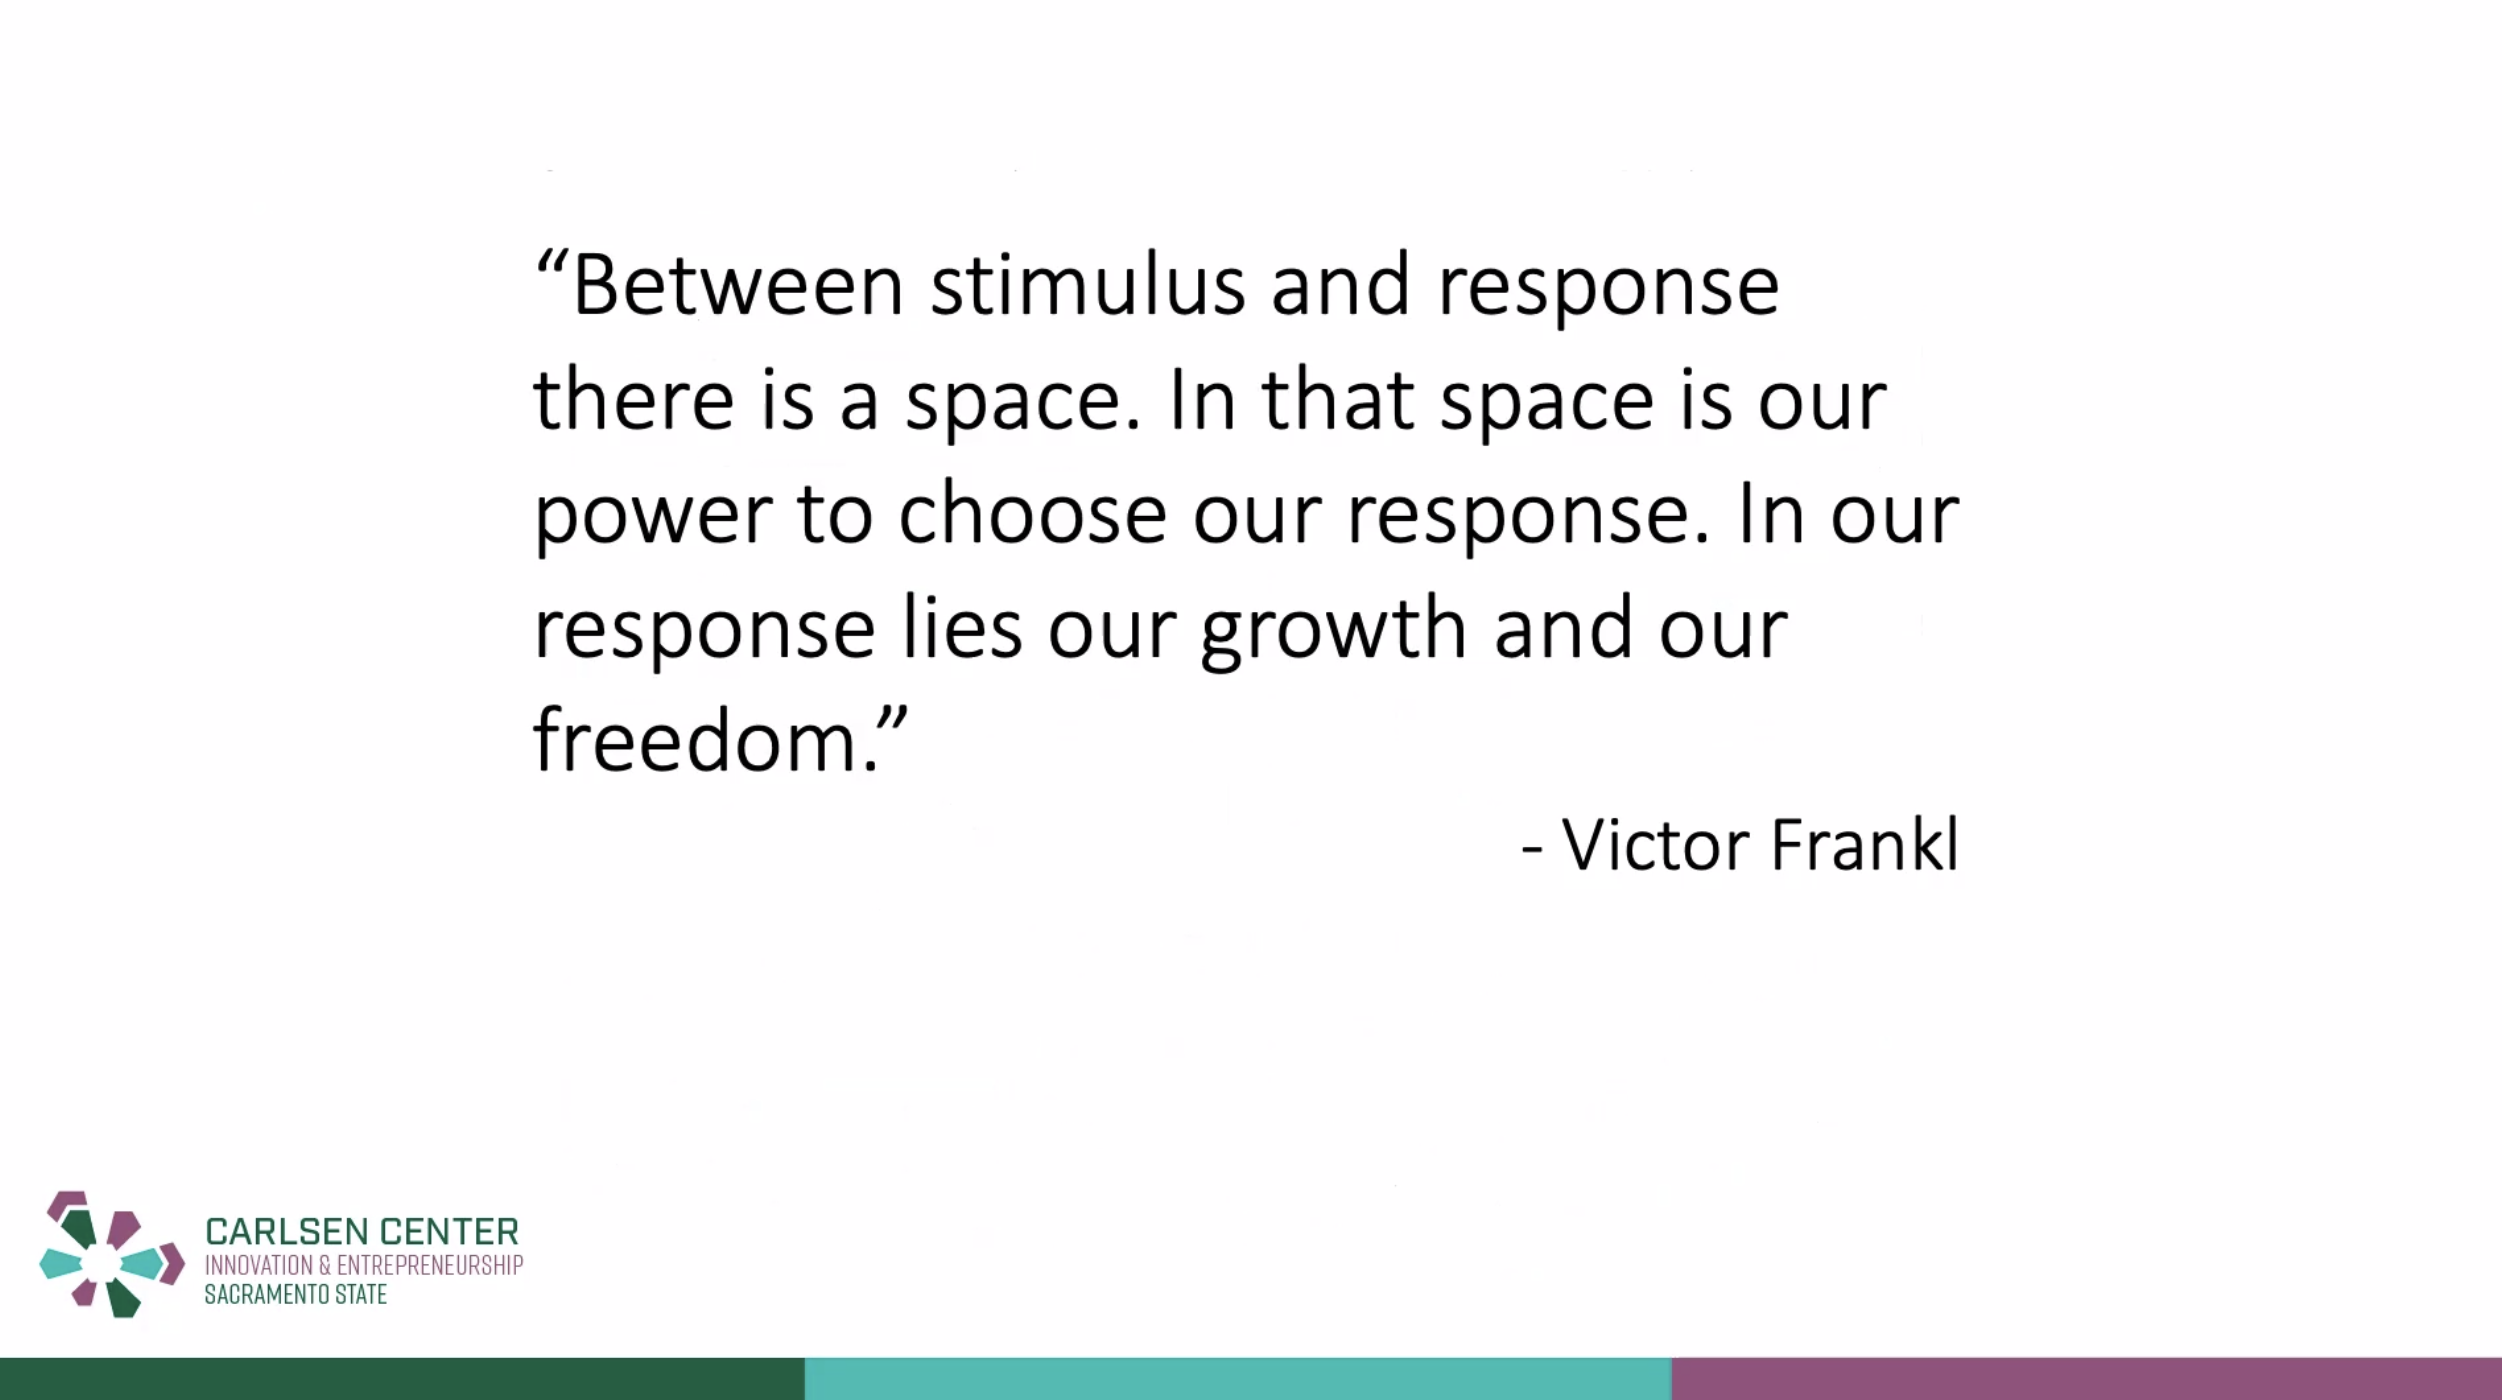 “Between stimulus and response
there is a space. In that space is our
power to choose our response. In our
response lies our growth and our
freedom.”
- Victor Frankl
CARLSEN CENTER
INNOVATION & ENTREPRENEURSHIP
SACRAMENTO STATE